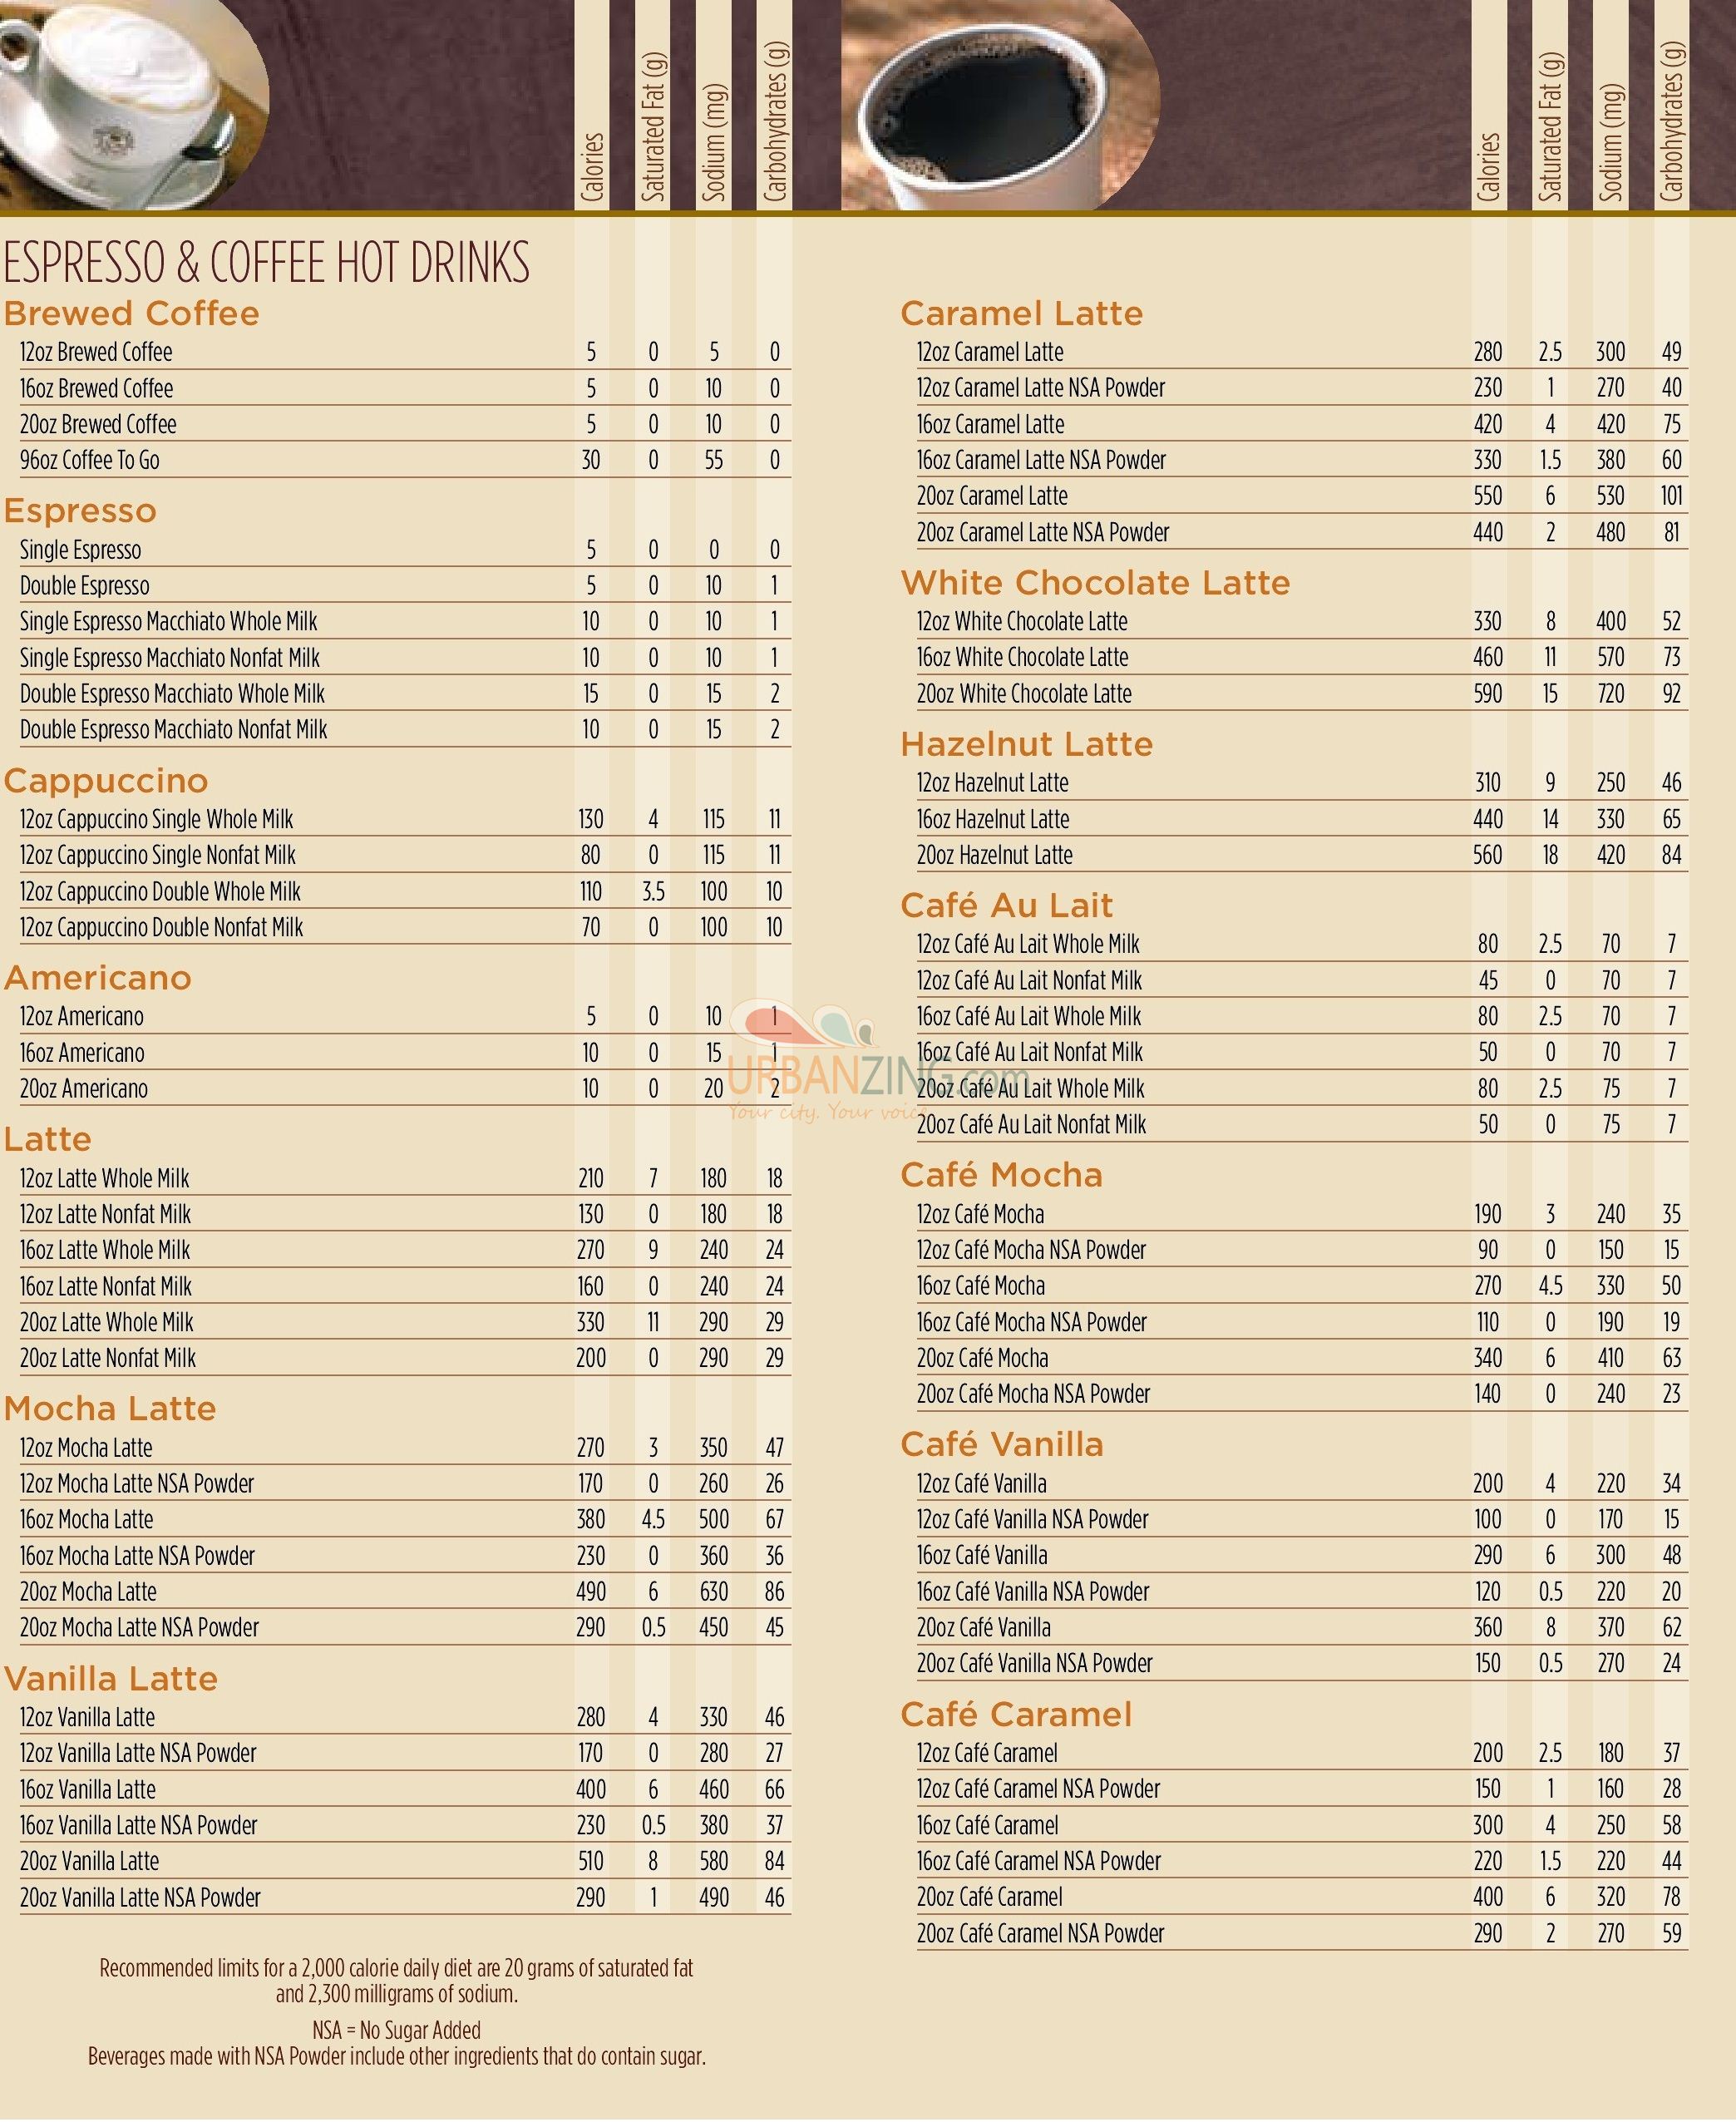 Calories
Saturated Fat (g)
Sodium (mg)
Carbohydrates (g)
Calories
Saturated Fat (g)
Sodium (mg)
Carbohydrates (g)
ESPRESSO & COFFEE HOT DRINKS
Brewed Coffee
12oz Brewed Coffee 5 0 5 0
16oz Brewed Coffee 5 0 10 0
20oz Brewed Coffee 5 0 10 0
96oz Coffee To Go 30 0 55 0
Espresso
Single Espresso 5 0 0 0
Double Espresso 5 0 10 1
Single Espresso Macchiato Whole Milk 10 0 10 1
Single Espresso Macchiato Nonfat Milk 10 0 10 1
Double Espresso Macchiato Whole Milk 15 0 15 2
Double Espresso Macchiato Nonfat Milk 10 0 15 2
Cappuccino
12oz Cappuccino Single Whole Milk 130 4 115 11
12oz Cappuccino Single Nonfat Milk 80 0 115 11
12oz Cappuccino Double Whole Milk 110 3.5 100 10
12oz Cappuccino Double Nonfat Milk 70 0 100 10
Americano
12oz Americano 5 0 10 1
16oz Americano 10 0 15 1
20oz Americano 10 0 20 2
Latte
12oz Latte Whole Milk 210 7 180 18
12oz Latte Nonfat Milk 130 0 180 18
16oz Latte Whole Milk 270 9 240 24
16oz Latte Nonfat Milk 160 0 240 24
20oz Latte Whole Milk 330 11 290 29
20oz Latte Nonfat Milk 200 0 290 29
Mocha Latte
12oz Mocha Latte 270 3 350 47
12oz Mocha Latte NSA Powder 170 0 260 26
16oz Mocha Latte 380 4.5 500 67
16oz Mocha Latte NSA Powder 230 0 360 36
20oz Mocha Latte 490 6 630 86
20oz Mocha Latte NSA Powder 290 0.5 450 45
Vanilla Latte
12oz Vanilla Latte 280 4 330 46
12oz Vanilla Latte NSA Powder 170 0 280 27
16oz Vanilla Latte 400 6 460 66
16oz Vanilla Latte NSA Powder 230 0.5 380 37
20oz Vanilla Latte 510 8 580 84
20oz Vanilla Latte NSA Powder 290 1 490 46
Recommended limits for a 2,000 calorie daily diet are 20 grams of saturated fat
and 2,300 milligrams of sodium.
NSA = No Sugar Added
Beverages made with NSA Powder include other ingredients that do contain sugar.
Caramel Latte
12oz Caramel Latte 280 2.5 300 49
12oz Caramel Latte NSA Powder 230 1 270 40
16oz Caramel Latte 420 4 420 75
16oz Caramel Latte NSA Powder 330 1.5 380 60
20oz Caramel Latte 550 6 530 101
20oz Caramel Latte NSA Powder 440 2 480 81
White Chocolate Latte
12oz White Chocolate Latte 330 8 400 52
16oz White Chocolate Latte 460 11 570 73
20oz White Chocolate Latte 590 15 720 92
Hazelnut Latte
12oz Hazelnut Latte 310 9 250 46
16oz Hazelnut Latte 440 14 330 65
20oz Hazelnut Latte 560 18 420 84
Café Au Lait
12oz Café Au Lait Whole Milk 80 2.5 70 7
12oz Café Au Lait Nonfat Milk 45 0 70 7
16oz Café Au Lait Whole Milk 80 2.5 70 7
16oz Café Au Lait Nonfat Milk 50 0 70 7
20oz Café Au Lait Whole Milk 80 2.5 75 7
20oz Café Au Lait Nonfat Milk 50 0 75 7
Café Mocha
12oz Café Mocha 190 3 240 35
12oz Café Mocha NSA Powder 90 0 150 15
16oz Café Mocha 270 4.5 330 50
16oz Café Mocha NSA Powder 110 0 190 19
20oz Café Mocha 340 6 410 63
20oz Café Mocha NSA Powder 140 0 240 23
Café Vanilla
12oz Café Vanilla 200 4 220 34
12oz Café Vanilla NSA Powder 100 0 170 15
16oz Café Vanilla 290 6 300 48
16oz Café Vanilla NSA Powder 120 0.5 220 20
20oz Café Vanilla 360 8 370 62
20oz Café Vanilla NSA Powder 150 0.5 270 24
Café Caramel
12oz Café Caramel 200 2.5 180 37
12oz Café Caramel NSA Powder 150 1 160 28
16oz Café Caramel 300 4 250 58
16oz Café Caramel NSA Powder 220 1.5 220 44
20oz Café Caramel 400 6 320 78
20oz Café Caramel NSA Powder 290 2 270 59
URBANZING.com
Your city. Your voice